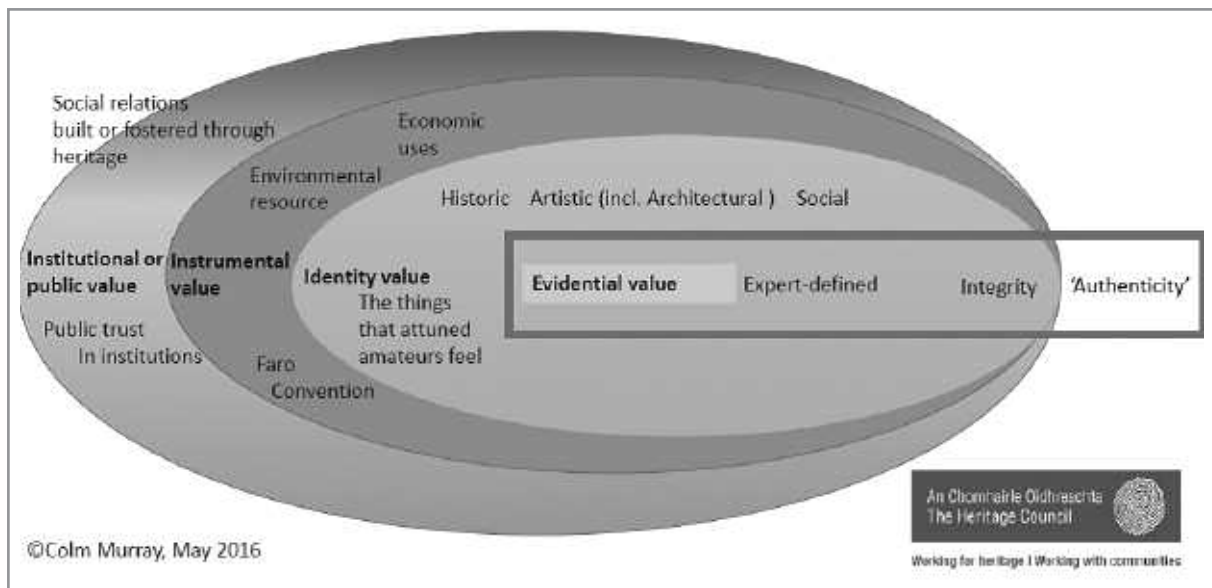 Social relations
built or fostered through
heritage
Economic
uses
Environmental
resource
Historic Artistic (incl. Architectural ) Social
Institutional or
public value
Instrumental
value
Identity value
The things
that attuned
amateurs feel
Evidential value Expert-defined Integrity 'Authenticity'
Public trust
In institutions
Faro
Convention
An Chomhairle Oidhreachta
The Heritage Council
Working for heritage I Working with communities
©Colm Murray, May 2016